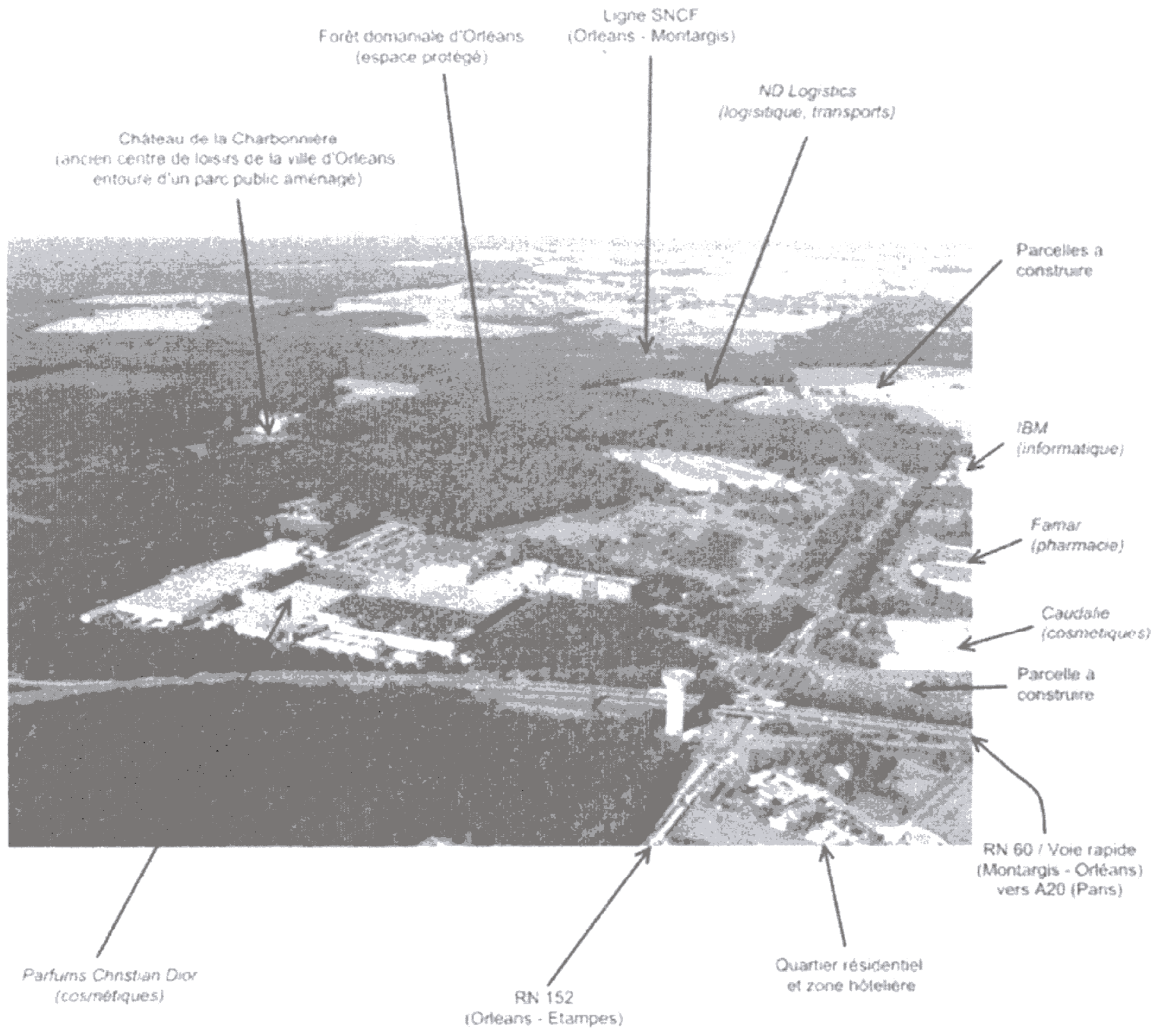 Ligne SNCF
(Orléans - Montargis)
Forêt domaniale d'Orléans
(espace protégé)
ND Logistics
(logisitique, transports)
Château de la Charbonnière
(ancien centre de loisirs de la ville d'Orléans
entouré d'un parc public aménagé)
Parcelles à
construire
IBM
(informatique)
Famar
(pharmacie)
Caudalie
(cosmétiques)
Parcelle à
construire
RN 60 / Voie rapide
(Montargis - Orléans)
vers A20 (Paris)
Parfums Christian Dior
(cosmétiques)
RN 152
(Orleans - Etampes)
Quartier résidentiel
et zone hôtelière